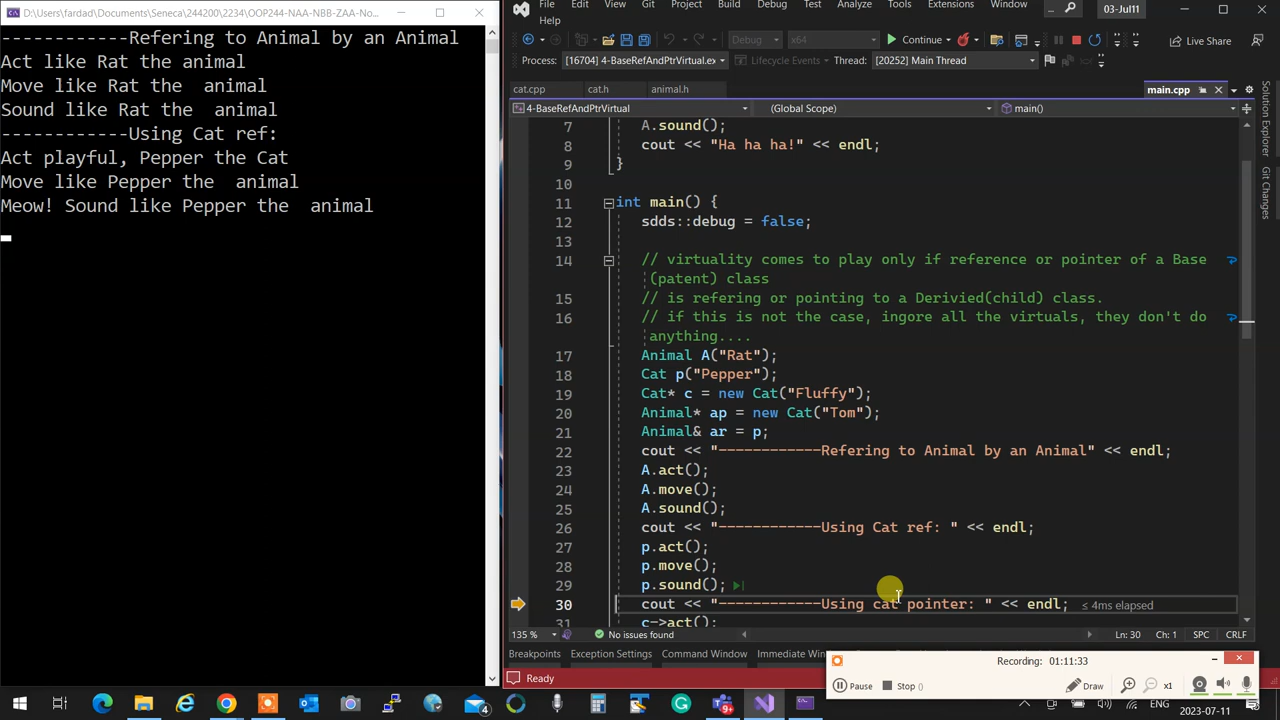 D:\Users\fardad\Documents\Seneca\244200\2234\OOP244-NAA-NBB-ZAA-No...
------------Refering to Animal by an Animal
Act like Rat the animal
Move like Rat the  animal
Sound like Rat the  animal
------------Using Cat ref:
Act playful, Pepper the Cat
Move like Pepper the  animal
Meow! Sound like Pepper the  animal
File Edit View Git Project Build Debug Test Analyze Tools Extensions Window 03-Jul11
Help
Debug x64 Continue Live Share
Process: [16704] 4-BaseRefAndPtrVirtual.ex Lifecycle Events Thread: [20252] Main Thread
cat.cpp cat.h animal.h main.cpp
4-BaseRefAndPtrVirtual (Global Scope) main()
7 A.sound();
8 cout << "Ha ha ha!" << endl;
9 }
10
11 int main() {
12 sdds::debug = false;
13
14 // virtuality comes to play only if reference or pointer of a Base
(patent) class
15 // is refering or pointing to a Derivied(child) class.
16 // if this is not the case, ingore all the virtuals, they don't do
anything....
17 Animal A("Rat");
18 Cat p("Pepper");
19 Cat* c = new Cat("Fluffy");
20 Animal* ap = new Cat("Tom");
21 Animal& ar = p;
22 cout << "------------Refering to Animal by an Animal" << endl;
23 A.act();
24 A.move();
25 A.sound();
26 cout << "------------Using Cat ref: " << endl;
27 p.act();
28 p.move();
29 p.sound();
30 cout << "------------Using cat pointer: " << endl; ≤ 4ms elapsed
31 c->act();
135 % No issues found Ln: 30 Ch: 1 SPC CRLF
Breakpoints Exception Settings Command Window Immediate Win
Ready
Solution Explorer
Git Changes
Recording: 01:11:33
Pause Stop () Draw x1
ENG 2023-07-11